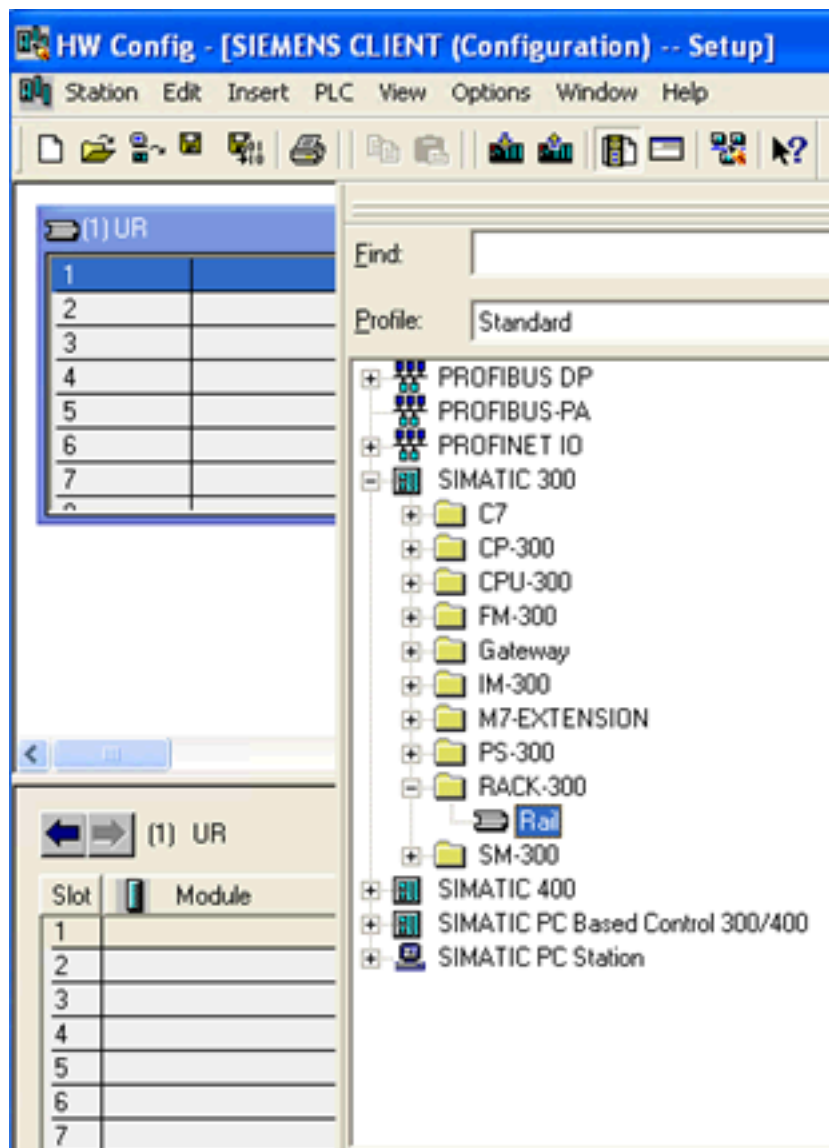 HW Config - [SIEMENS CLIENT (Configuration) -- Setup]
Station Edit Insert PLC View Options Window Help
(1) UR
1
2
3
4
5
6
7
Find:
Profile: Standard
PROFIBUS DP
PROFIBUS-PA
PROFINET IO
SIMATIC 300
C7
CP-300
CPU-300
FM-300
Gateway
IM-300
M7-EXTENSION
PS-300
RACK-300
Rail
SM-300
SIMATIC 400
SIMATIC PC Based Control 300/400
SIMATIC PC Station
(1) UR
Slot Module
1
2
3
4
5
6
7